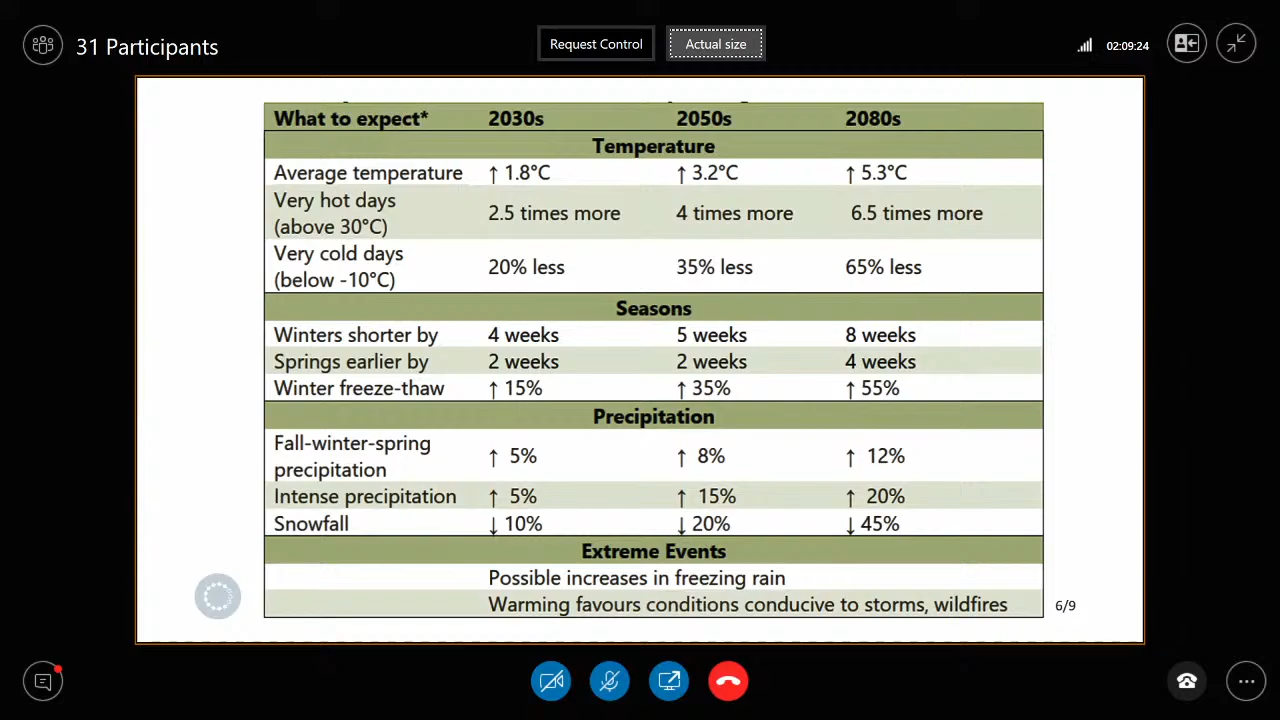 31 Participants
Request Control
Actual size
02:09:24
What to expect* 2030s 2050s 2080s
Temperature
Average temperature ↑ 1.8°C ↑ 3.2°C ↑ 5.3°C
Very hot days
(above 30°C) 2.5 times more 4 times more 6.5 times more
Very cold days
(below -10°C) 20% less 35% less 65% less
Seasons
Winters shorter by 4 weeks 5 weeks 8 weeks
Springs earlier by 2 weeks 2 weeks 4 weeks
Winter freeze-thaw ↑ 15% ↑ 35% ↑ 55%
Precipitation
Fall-winter-spring
precipitation ↑ 5% ↑ 8% ↑ 12%
Intense precipitation ↑ 5% ↑ 15% ↑ 20%
Snowfall ↓ 10% ↓ 20% ↓ 45%
Extreme Events
Possible increases in freezing rain
Warming favours conditions conducive to storms, wildfires
6/9